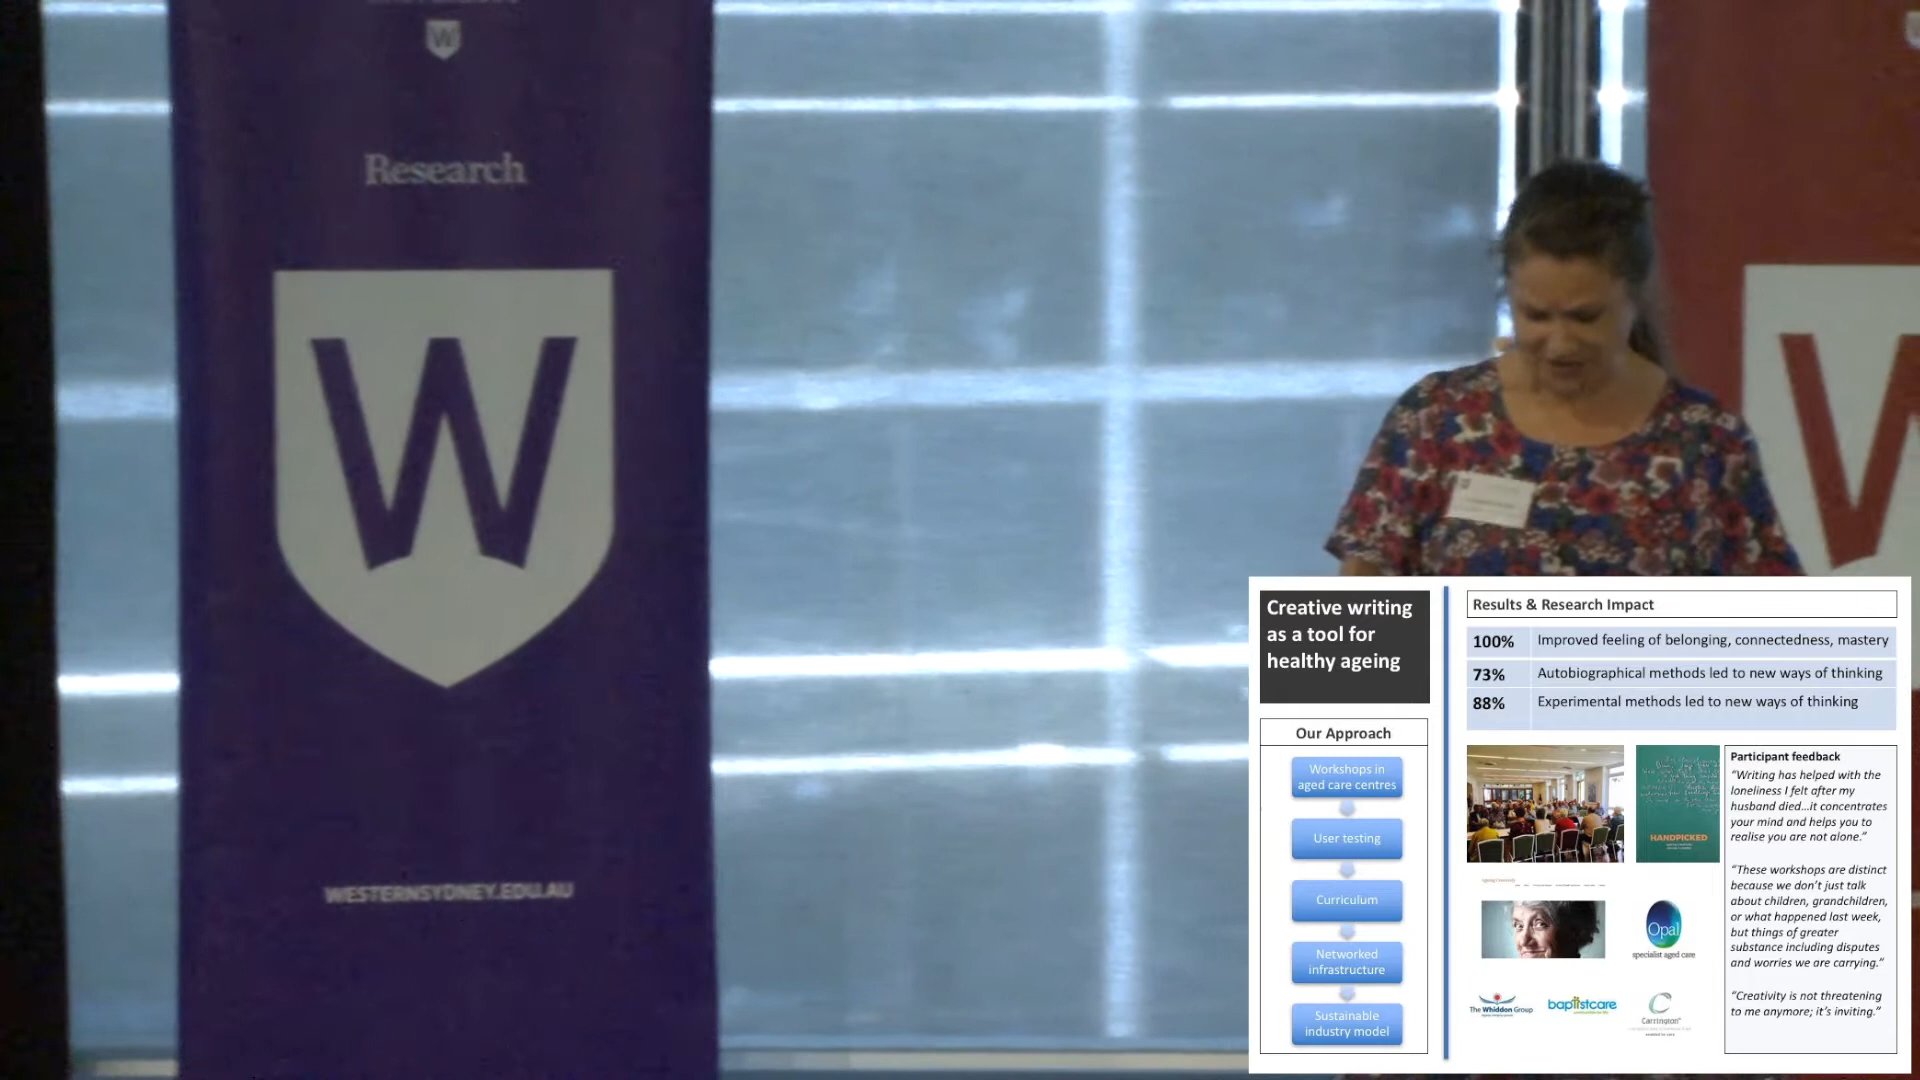 W
Research
W
WESTERNSYDNEY.EDU.AU
W
Creative writing
as a tool for
healthy ageing
Our Approach
Workshops in
aged care centres
User testing
Curriculum
Networked
infrastructure
Sustainable
industry model
Results & Research Impact
100% Improved feeling of belonging, connectedness, mastery
73% Autobiographical methods led to new ways of thinking
88% Experimental methods led to new ways of thinking
HANDPICKED
Opal
specialist aged care
The Whiddon Group
baptistcare
Carrington
Participant feedback
“Writing has helped with the
loneliness I felt after my
husband died...it concentrates
your mind and helps you to
realise you are not alone.”
“These workshops are distinct
because we don’t just talk
about children, grandchildren,
or what happened last week,
but things of greater
substance including disputes
and worries we are carrying.”
“Creativity is not threatening
to me anymore; it’s inviting.”